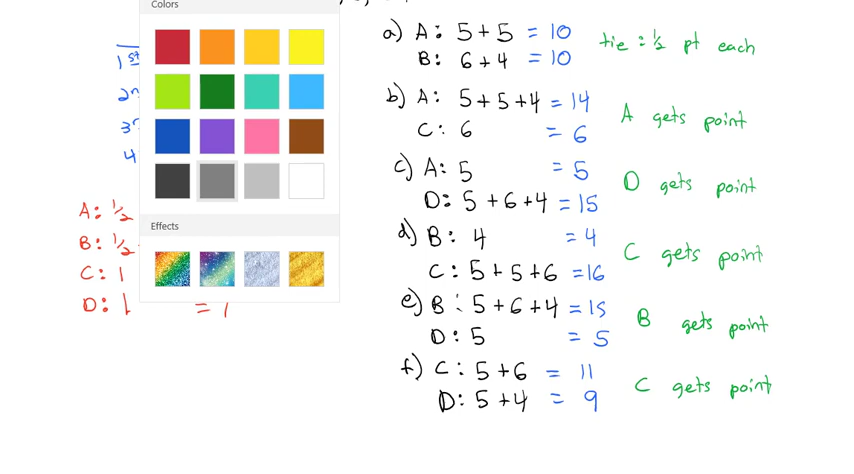 Colors
1st
2n
3r
4
Effects
A: 1/2
B: 1/2
C: 1
D: 1 = 1
a) A: 5 + 5 = 10
B: 6 + 4 = 10
tie : 1/2 pt each
b) A: 5 + 5 + 4 = 14
C: 6 = 6
A gets point
c) A: 5 = 5
D: 5 + 6 + 4 = 15
D gets point
d) B: 4 = 4
C: 5 + 5 + 6 = 16
C gets point
e) B: 5 + 6 + 4 = 15
D: 5 = 5
B gets point
f) C: 5 + 6 = 11
D: 5 + 4 = 9
C gets point